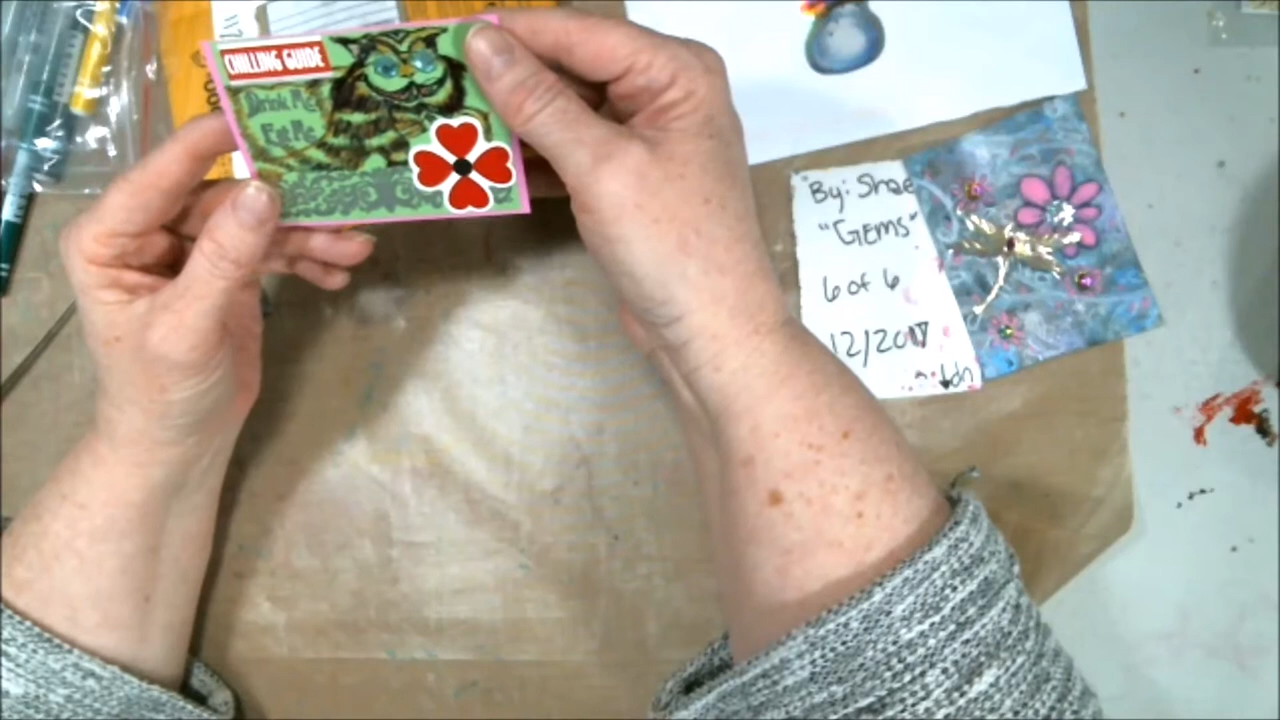 CHILLING GUIDE
Drink Me
Eat Me
By: Shae
"GEMS"
6 of 6
12/2017